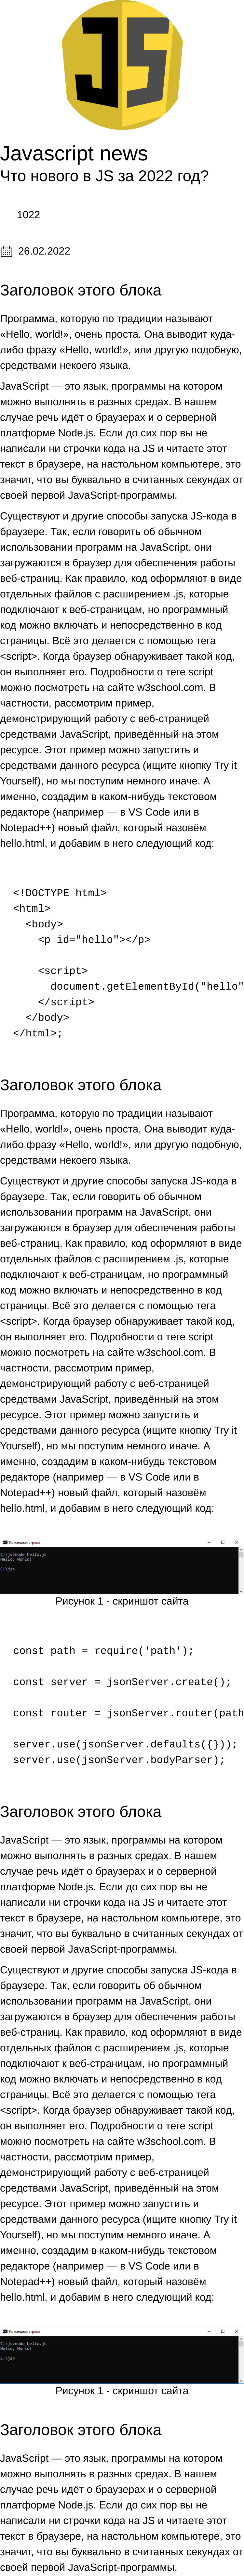 JS
Javascript news
Что нового в JS за 2022 год?
1022
26.02.2022
Заголовок этого блока
Программа, которую по традиции называют
«Hello, world!», очень проста. Она выводит куда-
либо фразу «Hello, world!», или другую подобную,
средствами некоего языка.
JavaScript — это язык, программы на котором
можно выполнять в разных средах. В нашем
случае речь идёт о браузерах и о серверной
платформе Node.js. Если до сих пор вы не
написали ни строчки кода на JS и читаете этот
текст в браузере, на настольном компьютере, это
значит, что вы буквально в считанных секундах от
своей первой JavaScript-программы.
Существуют и другие способы запуска JS-кода в
браузере. Так, если говорить об обычном
использовании программ на JavaScript, они
загружаются в браузер для обеспечения работы
веб-страниц. Как правило, код оформляют в виде
отдельных файлов с расширением .js, которые
подключают к веб-страницам, но программный
код можно включать и непосредственно в код
страницы. Всё это делается с помощью тега
<script>. Когда браузер обнаруживает такой код,
он выполняет его. Подробности о теге script
можно посмотреть на сайте w3school.com. В
частности, рассмотрим пример,
демонстрирующий работу с веб-страницей
средствами JavaScript, приведённый на этом
ресурсе. Этот пример можно запустить и
средствами данного ресурса (ищите кнопку Try it
Yourself), но мы поступим немного иначе. А
именно, создадим в каком-нибудь текстовом
редакторе (например — в VS Code или в
Notepad++) новый файл, который назовём
hello.html, и добавим в него следующий код:
<!DOCTYPE html>
<html>
<body>
<p id="hello"></p>
<script>
document.getElementById("hello"
</script>
</body>
</html>;
Заголовок этого блока
Программа, которую по традиции называют
«Hello, world!», очень проста. Она выводит куда-
либо фразу «Hello, world!», или другую подобную,
средствами некоего языка.
Существуют и другие способы запуска JS-кода в
браузере. Так, если говорить об обычном
использовании программ на JavaScript, они
загружаются в браузер для обеспечения работы
веб-страниц. Как правило, код оформляют в виде
отдельных файлов с расширением .js, которые
подключают к веб-страницам, но программный
код можно включать и непосредственно в код
страницы. Всё это делается с помощью тега
<script>. Когда браузер обнаруживает такой код,
он выполняет его. Подробности о теге script
можно посмотреть на сайте w3school.com. В
частности, рассмотрим пример,
демонстрирующий работу с веб-страницей
средствами JavaScript, приведённый на этом
ресурсе. Этот пример можно запустить и
средствами данного ресурса (ищите кнопку Try it
Yourself), но мы поступим немного иначе. А
именно, создадим в каком-нибудь текстовом
редакторе (например — в VS Code или в
Notepad++) новый файл, который назовём
hello.html, и добавим в него следующий код:
Командная строка
C:\js>node hello.js
Hello, World!
C:\js>
Рисунок 1 - скриншот сайта
const path = require('path');
const server = jsonServer.create();
const router = jsonServer.router(path
server.use(jsonServer.defaults({}));
server.use(jsonServer.bodyParser);
Заголовок этого блока
JavaScript — это язык, программы на котором
можно выполнять в разных средах. В нашем
случае речь идёт о браузерах и о серверной
платформе Node.js. Если до сих пор вы не
написали ни строчки кода на JS и читаете этот
текст в браузере, на настольном компьютере, это
значит, что вы буквально в считанных секундах от
своей первой JavaScript-программы.
Существуют и другие способы запуска JS-кода в
браузере. Так, если говорить об обычном
использовании программ на JavaScript, они
загружаются в браузер для обеспечения работы
веб-страниц. Как правило, код оформляют в виде
отдельных файлов с расширением .js, которые
подключают к веб-страницам, но программный
код можно включать и непосредственно в код
страницы. Всё это делается с помощью тега
<script>. Когда браузер обнаруживает такой код,
он выполняет его. Подробности о теге script
можно посмотреть на сайте w3school.com. В
частности, рассмотрим пример,
демонстрирующий работу с веб-страницей
средствами JavaScript, приведённый на этом
ресурсе. Этот пример можно запустить и
средствами данного ресурса (ищите кнопку Try it
Yourself), но мы поступим немного иначе. А
именно, создадим в каком-нибудь текстовом
редакторе (например — в VS Code или в
Notepad++) новый файл, который назовём
hello.html, и добавим в него следующий код:
Командная строка
C:\js>node hello.js
Hello, World!
C:\js>
Рисунок 1 - скриншот сайта
Заголовок этого блока
JavaScript — это язык, программы на котором
можно выполнять в разных средах. В нашем
случае речь идёт о браузерах и о серверной
платформе Node.js. Если до сих пор вы не
написали ни строчки кода на JS и читаете этот
текст в браузере, на настольном компьютере, это
значит, что вы буквально в считанных секундах от
своей первой JavaScript-программы.